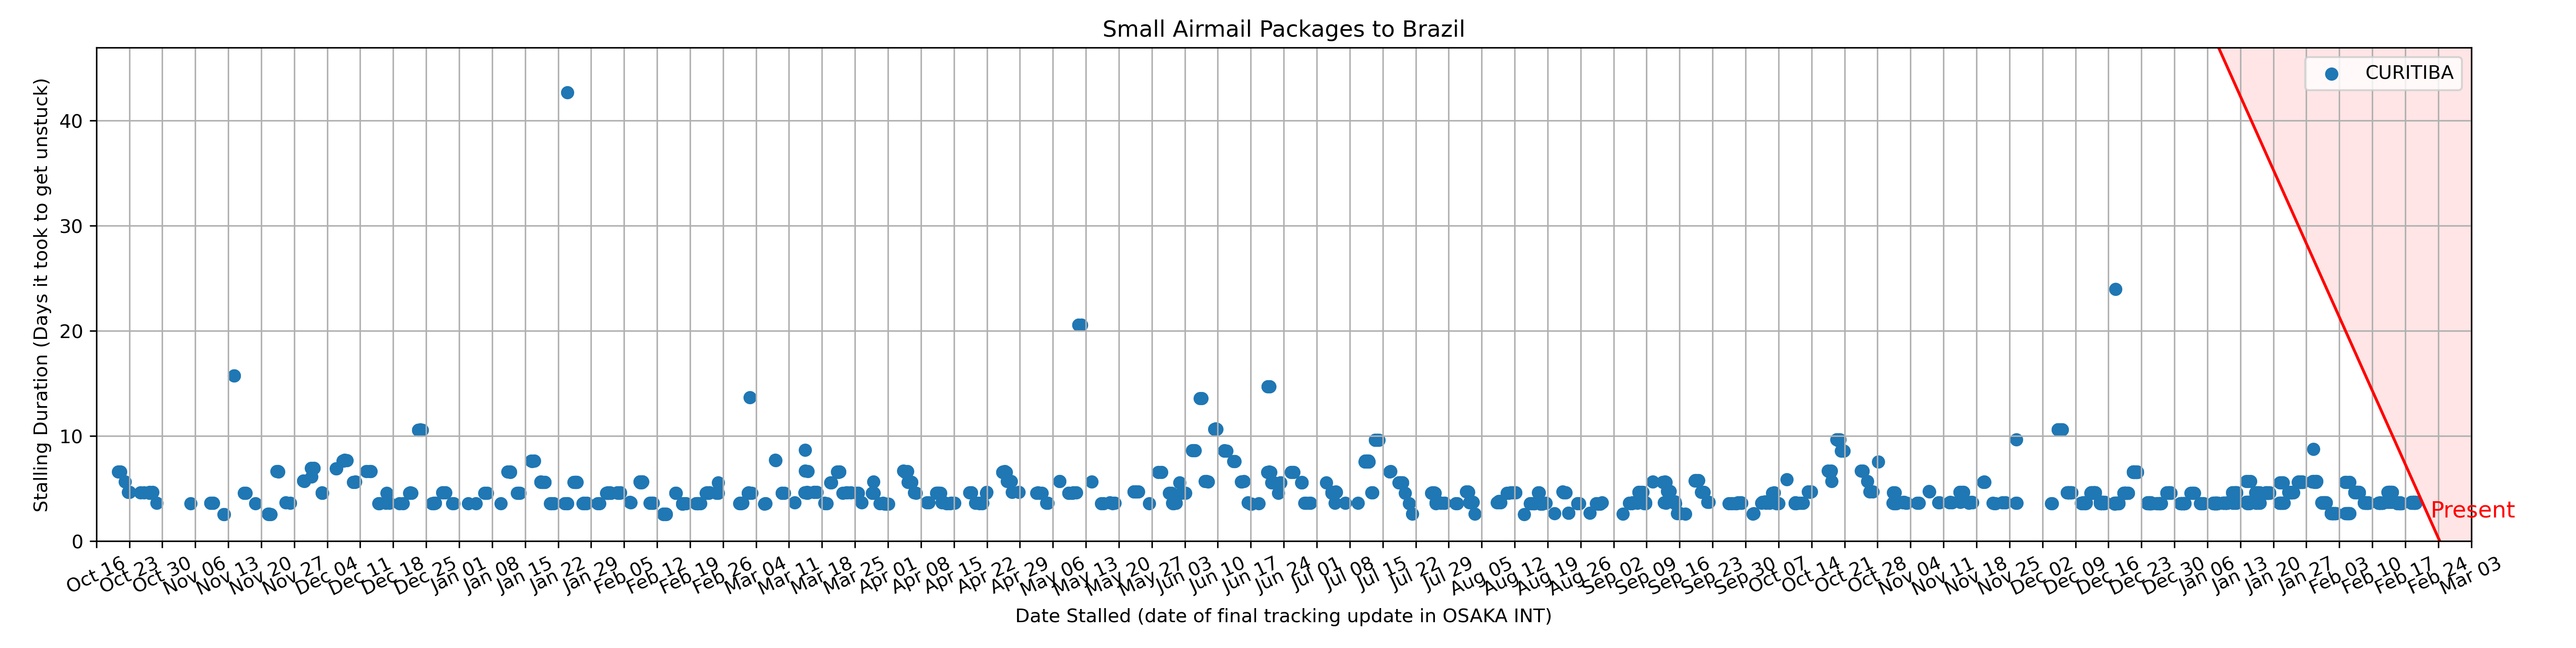 Small Airmail Packages to Brazil
Stalling Duration (Days it took to get unstuck)
40
30
20
10
0
CURITIBA
Present
Oct 16
Oct 23
Oct 30
Nov 06
Nov 13
Nov 20
Nov 27
Dec 04
Dec 11
Dec 18
Dec 25
Jan 01
Jan 08
Jan 15
Jan 22
Jan 29
Feb 05
Feb 12
Feb 19
Feb 26
Mar 04
Mar 11
Mar 18
Mar 25
Apr 01
Apr 08
Apr 15
Apr 22
Apr 29
May 06
May 13
May 20
May 27
Jun 03
Jun 10
Jun 17
Jun 24
Jul 01
Jul 08
Jul 15
Jul 22
Jul 29
Aug 05
Aug 12
Aug 19
Aug 26
Sep 02
Sep 09
Sep 16
Sep 23
Sep 30
Oct 07
Oct 14
Oct 21
Oct 28
Nov 04
Nov 11
Nov 18
Nov 25
Dec 02
Dec 09
Dec 16
Dec 23
Dec 30
Jan 06
Jan 13
Jan 20
Jan 27
Feb 03
Feb 10
Feb 17
Feb 24
Mar 03
Date Stalled (date of final tracking update in OSAKA INT)